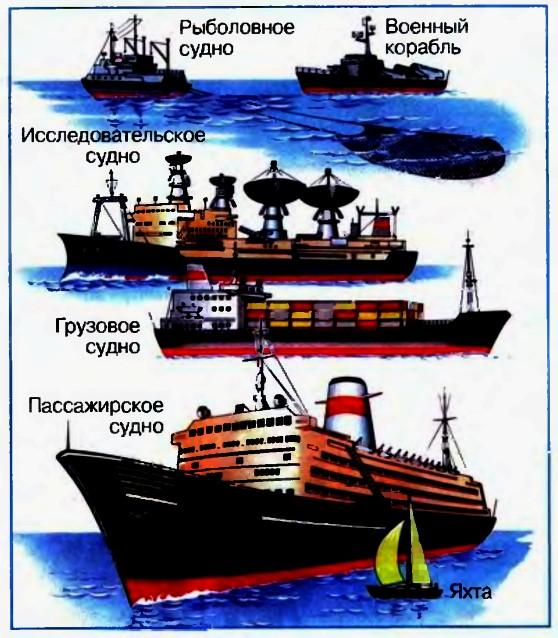 Рыболовное
судно
Военный
корабль
Исследовательское
судно
Грузовое
судно
Пассажирское
судно
Яхта